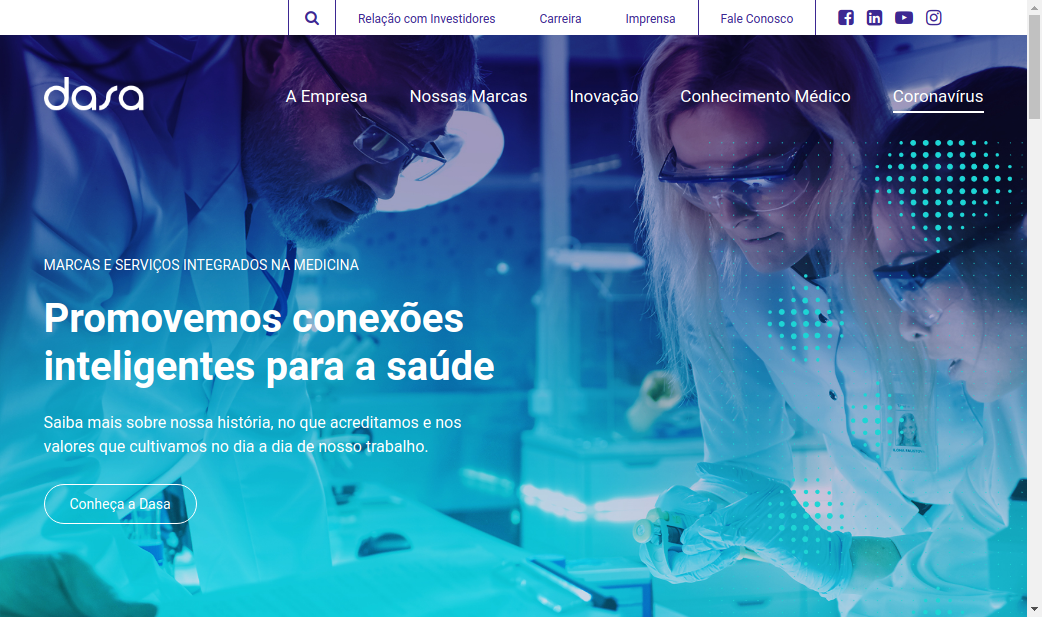 Relação com Investidores
Carreira
Imprensa
Fale Conosco
dasa
A Empresa
Nossas Marcas
Inovação
Conhecimento Médico
Coronavírus
MARCAS E SERVIÇOS INTEGRADOS NA MEDICINA
Promovemos conexões
inteligentes para a saúde
Saiba mais sobre nossa história, no que acreditamos e nos
valores que cultivamos no dia a dia de nosso trabalho.
Conheça a Dasa